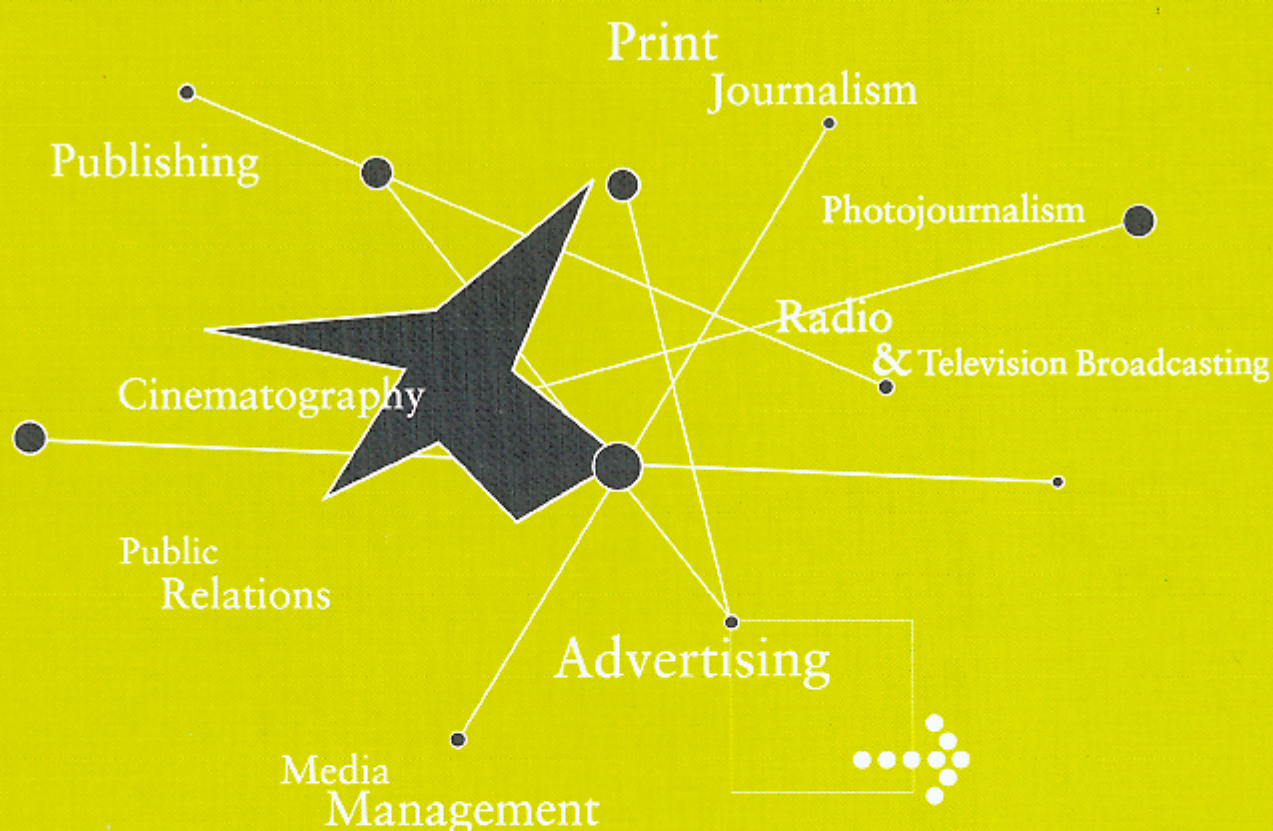 Print
Journalism
Publishing
Photojournalism
Radio
& Television Broadcasting
Cinematography
Public
Relations
Advertising
Media
Management